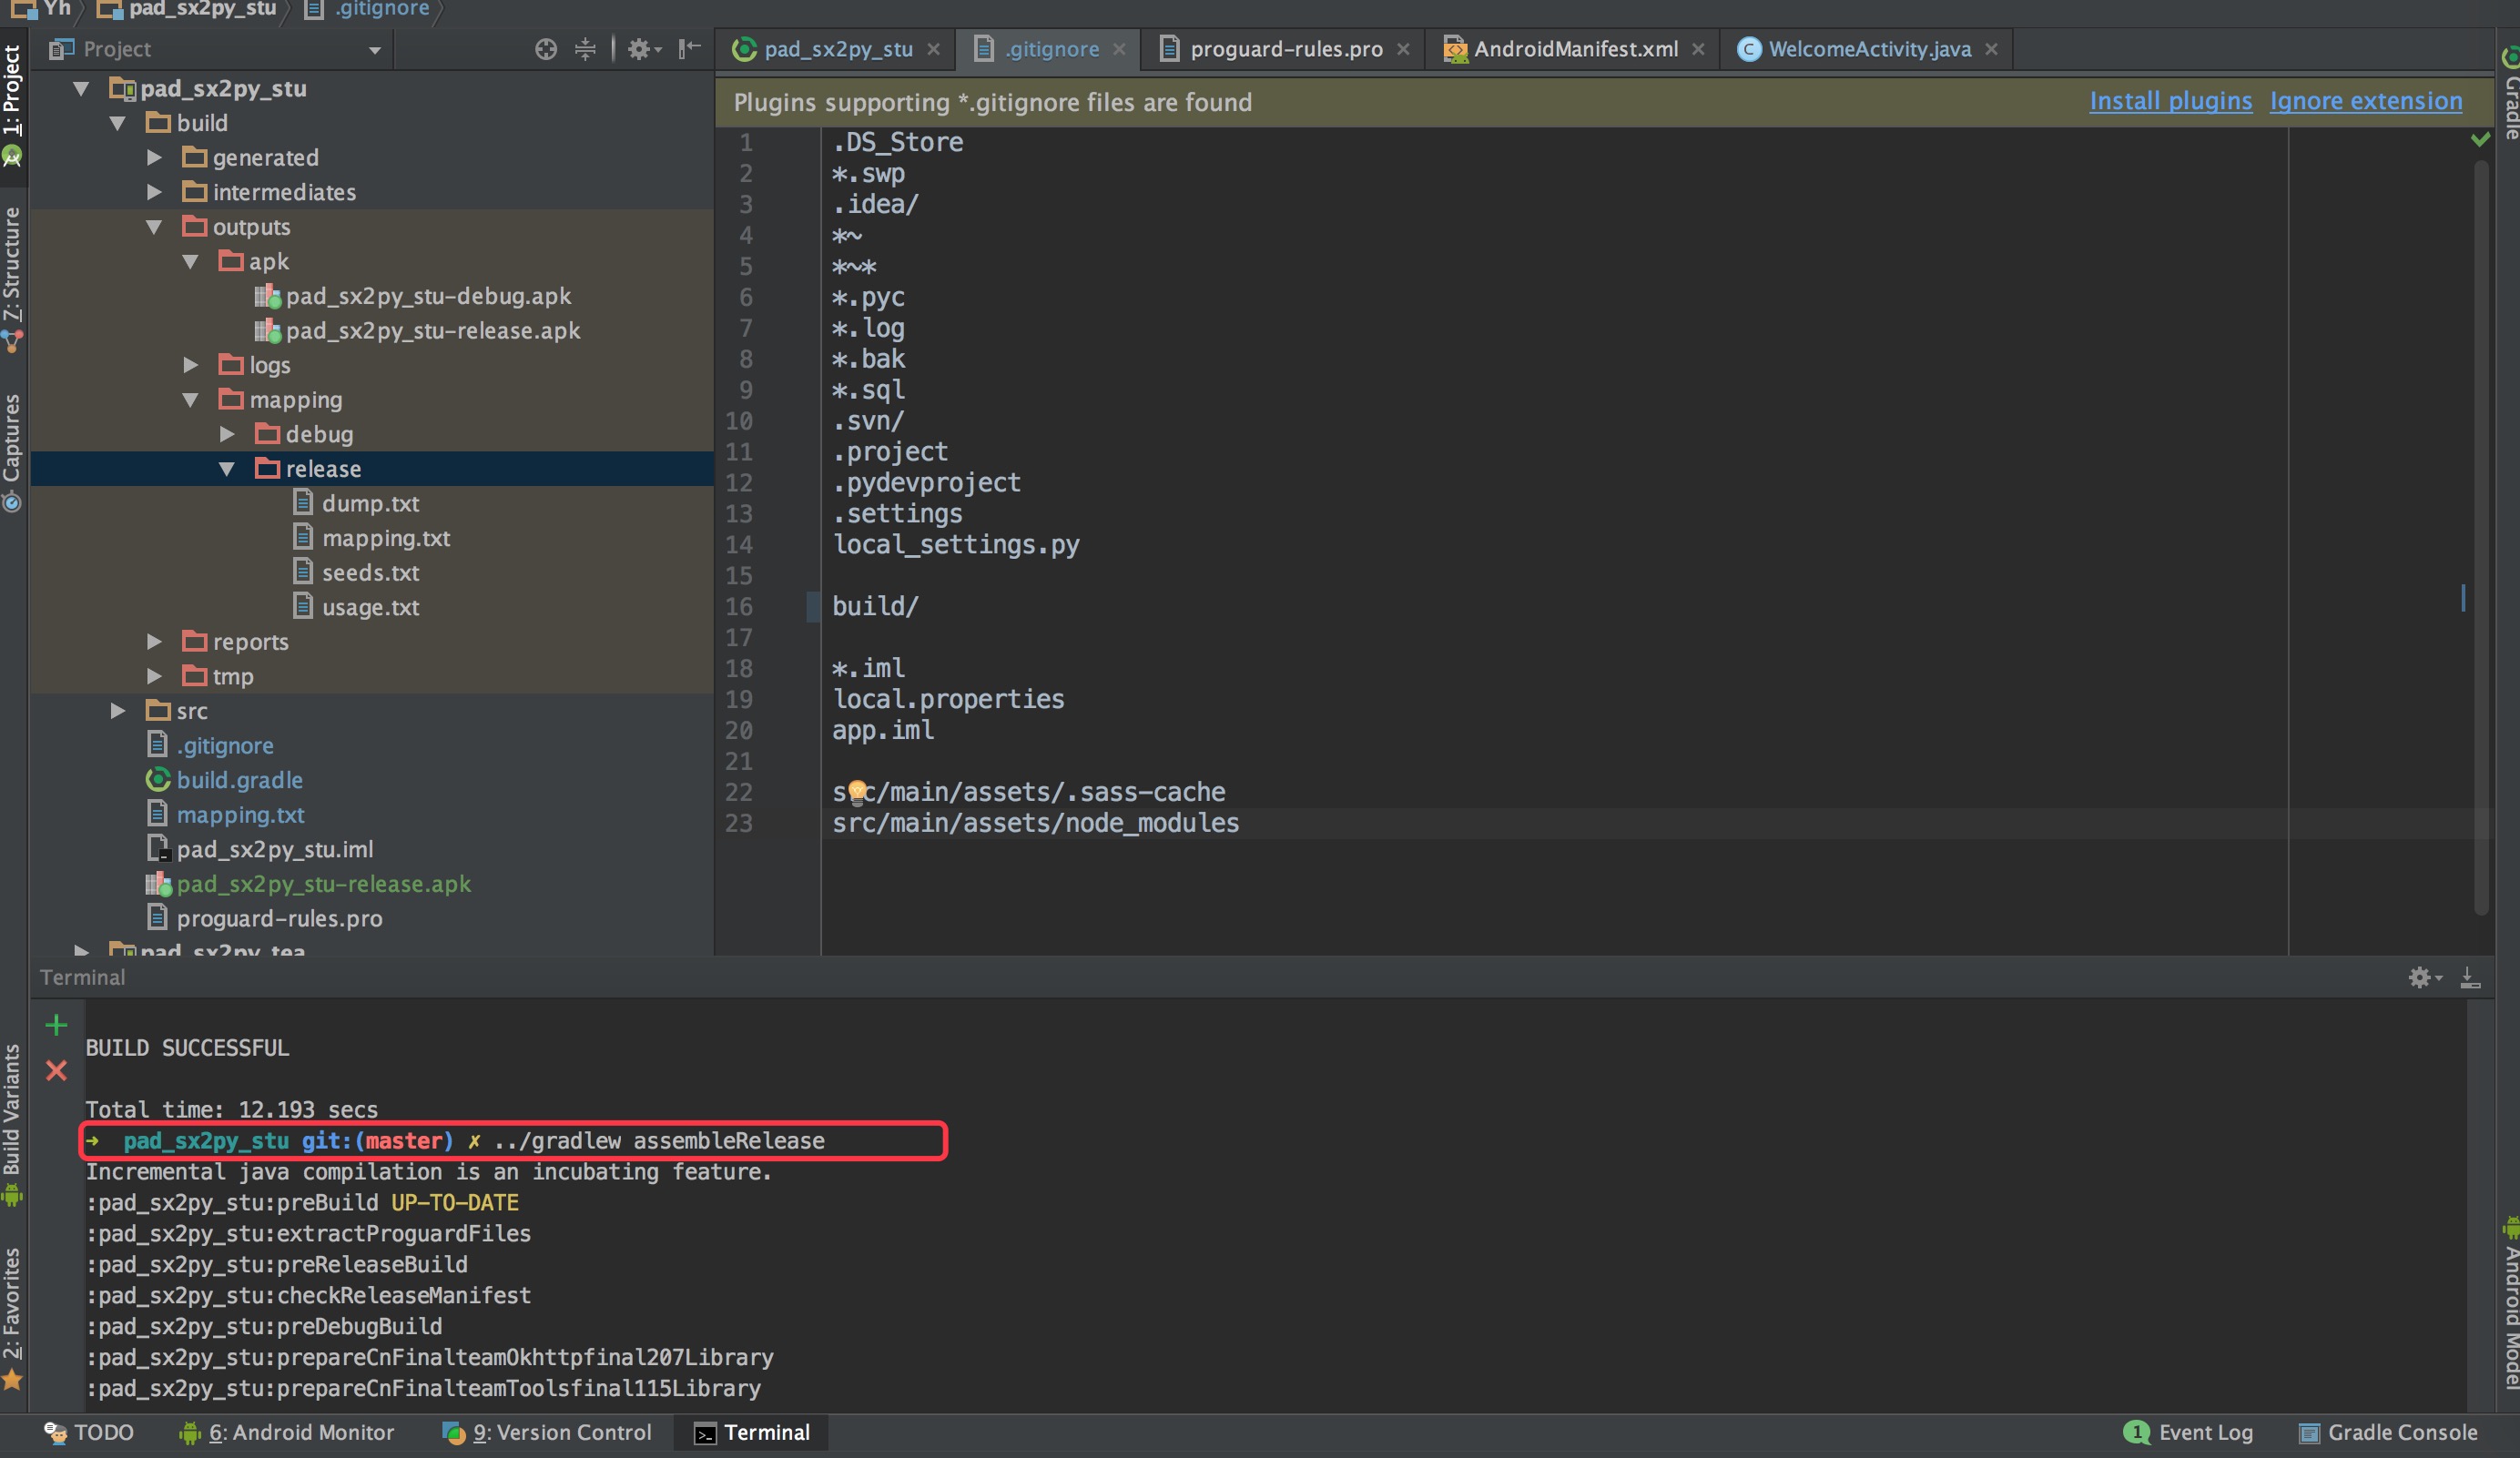 Yh pad_sx2py_stu .gitignore
Project
pad_sx2py_stu
.gitignore
proguard-rules.pro
AndroidManifest.xml
WelcomeActivity.java
1: Project
Z: Structure
Captures
Build Variants
2: Favorites
pad_sx2py_stu
build
generated
intermediates
outputs
apk
pad_sx2py_stu-debug.apk
pad_sx2py_stu-release.apk
logs
mapping
debug
release
dump.txt
mapping.txt
seeds.txt
usage.txt
reports
tmp
src
.gitignore
build.gradle
mapping.txt
pad_sx2py_stu.iml
pad_sx2py_stu-release.apk
proguard-rules.pro
pad_sx2py_tea
Plugins supporting *.gitignore files are found
Install plugins Ignore extension
1 .DS_Store
2 *.swp
3 .idea/
4 *~
5 *~*
6 *.pyc
7 *.log
8 *.bak
9 *.sql
10 .svn/
11 .project
12 .pydevproject
13 .settings
14 local_settings.py
15
16 build/
17
18 *.iml
19 local.properties
20 app.iml
21
22 src/main/assets/.sass-cache
23 src/main/assets/node_modules
Gradle
Android Model
Terminal
BUILD SUCCESSFUL
Total time: 12.193 secs
➜ pad_sx2py_stu git:(master) ✗ ../gradlew assembleRelease
Incremental java compilation is an incubating feature.
:pad_sx2py_stu:preBuild UP-TO-DATE
:pad_sx2py_stu:extractProguardFiles
:pad_sx2py_stu:preReleaseBuild
:pad_sx2py_stu:checkReleaseManifest
:pad_sx2py_stu:preDebugBuild
:pad_sx2py_stu:prepareCnFinalteamOkhttpfinal207Library
:pad_sx2py_stu:prepareCnFinalteamToolsfinal115Library
TODO 6: Android Monitor 9: Version Control Terminal 1 Event Log Gradle Console